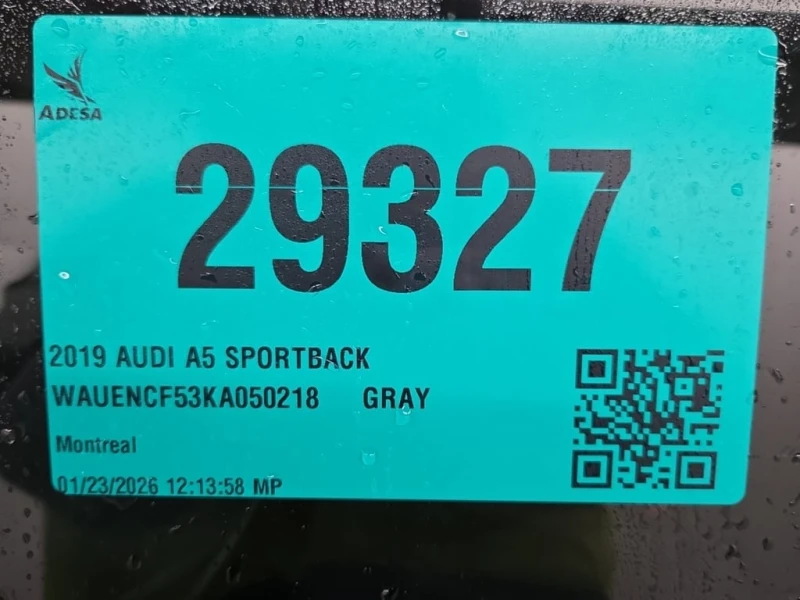 ADESA
29327
2019 AUDI A5 SPORTBACK
WAUENCF53KA050218 GRAY
Montreal
01/23/2026 12:13:58 MP